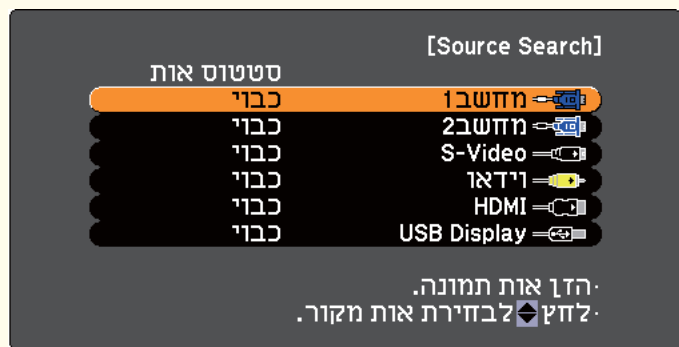 [Source Search]
סטטוס אות
מחשב1 כבוי
מחשב2 כבוי
S-Video כבוי
וידאו כבוי
HDMI כבוי
USB Display כבוי
·הזן אות תמונה.
·לחץ לבחירת אות מקור.